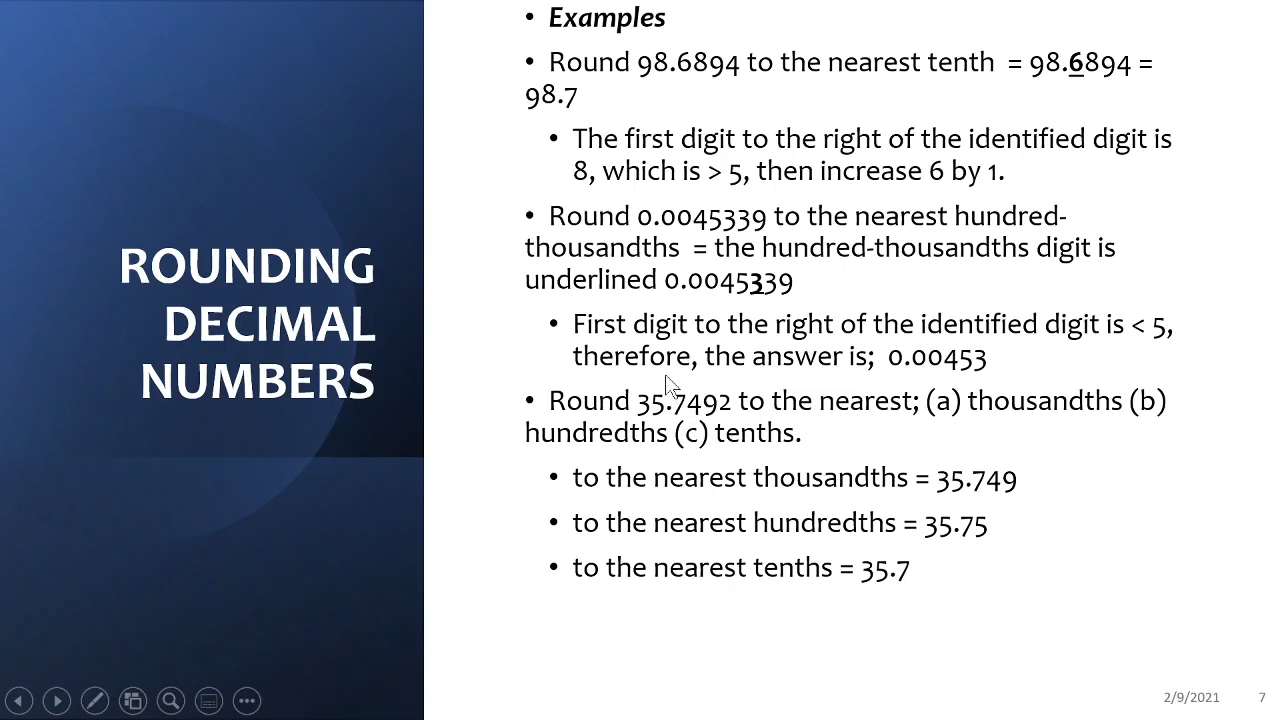 ROUNDING
DECIMAL
NUMBERS
• Examples
• Round 98.6894 to the nearest tenth = 98.6894 =
98.7
• The first digit to the right of the identified digit is
8, which is > 5, then increase 6 by 1.
• Round 0.0045339 to the nearest hundred-
thousandths = the hundred-thousandths digit is
underlined 0.0045339
• First digit to the right of the identified digit is < 5,
therefore, the answer is; 0.00453
• Round 35.7492 to the nearest; (a) thousandths (b)
hundredths (c) tenths.
• to the nearest thousandths = 35.749
• to the nearest hundredths = 35.75
• to the nearest tenths = 35.7
2/9/2021 7